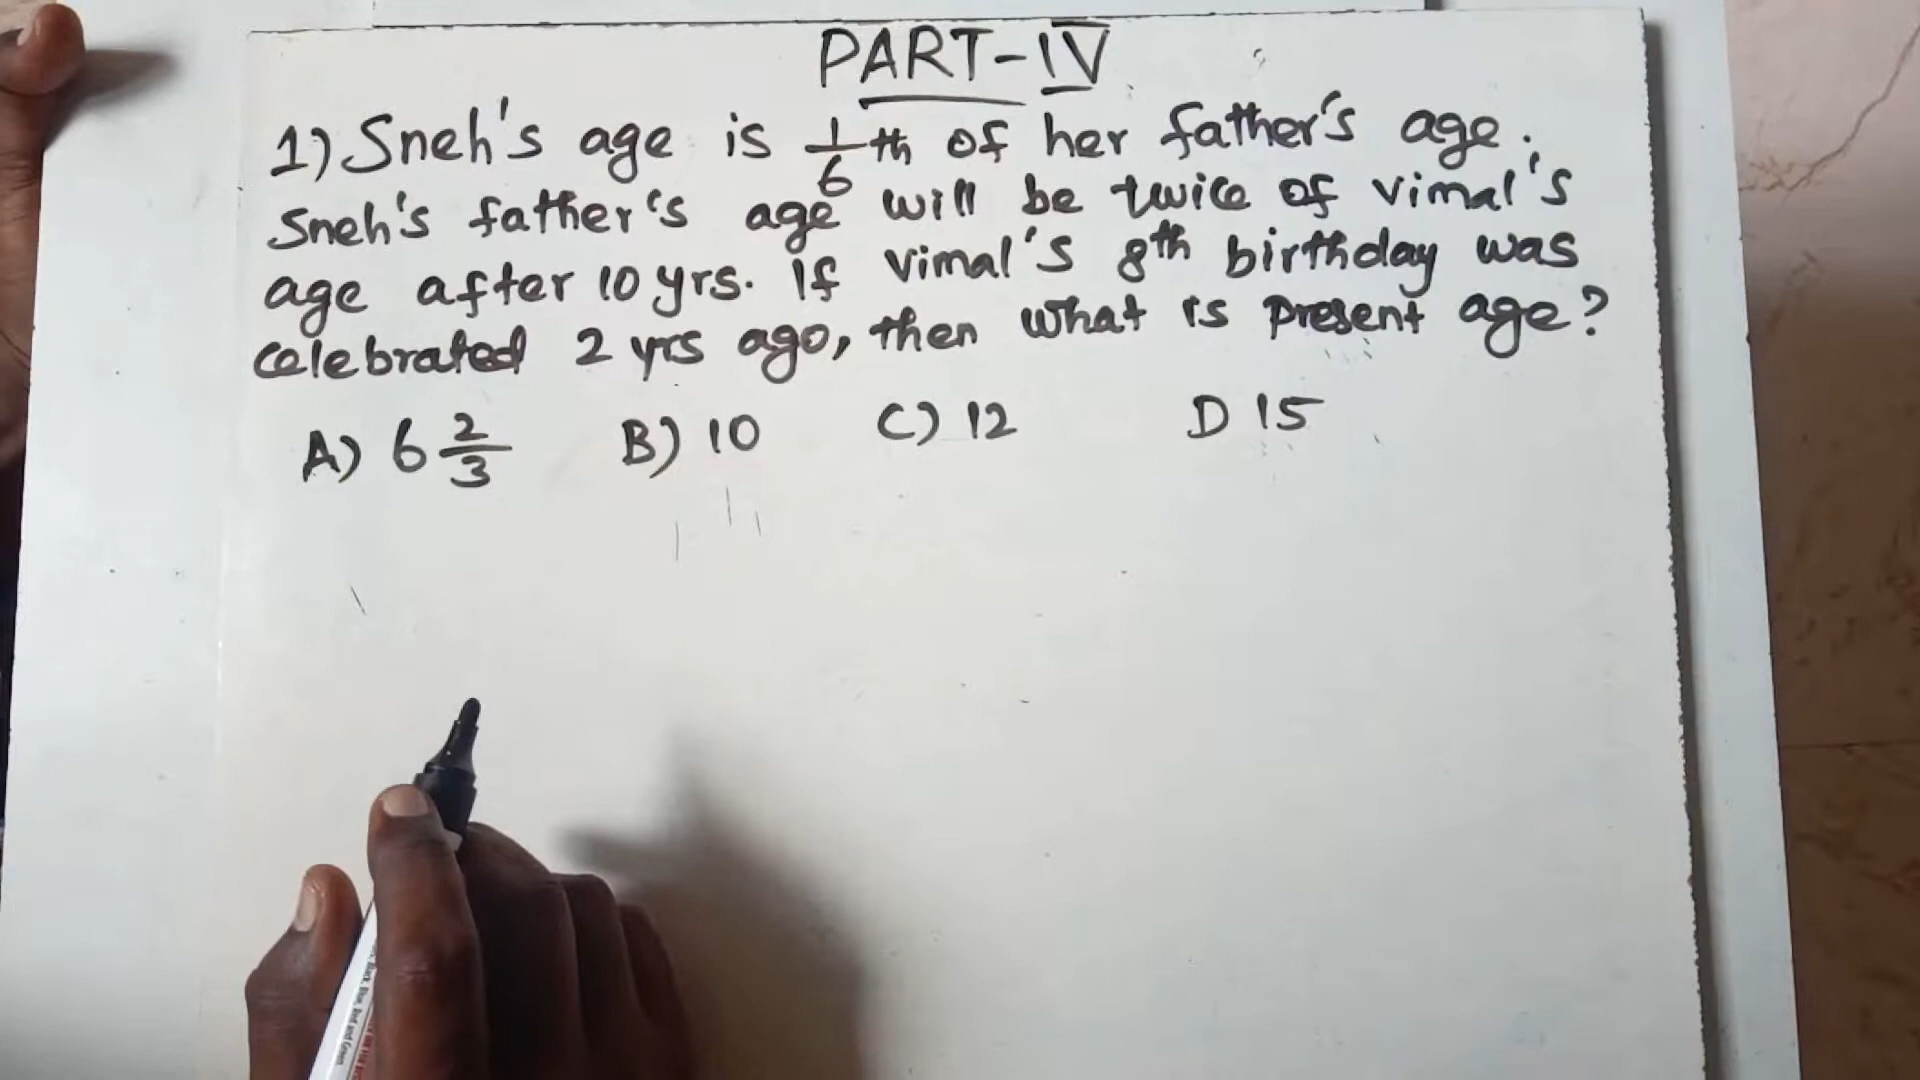 PART-IV
1) Sneh's age is 1/6 th of her father's age.
Sneh's father's age will be twice of Vimal's
age after 10 yrs. If Vimal's 8th birthday was
celebrated 2 yrs ago, then what is present age?
A) 6 2/3 B) 10 C) 12 D 15